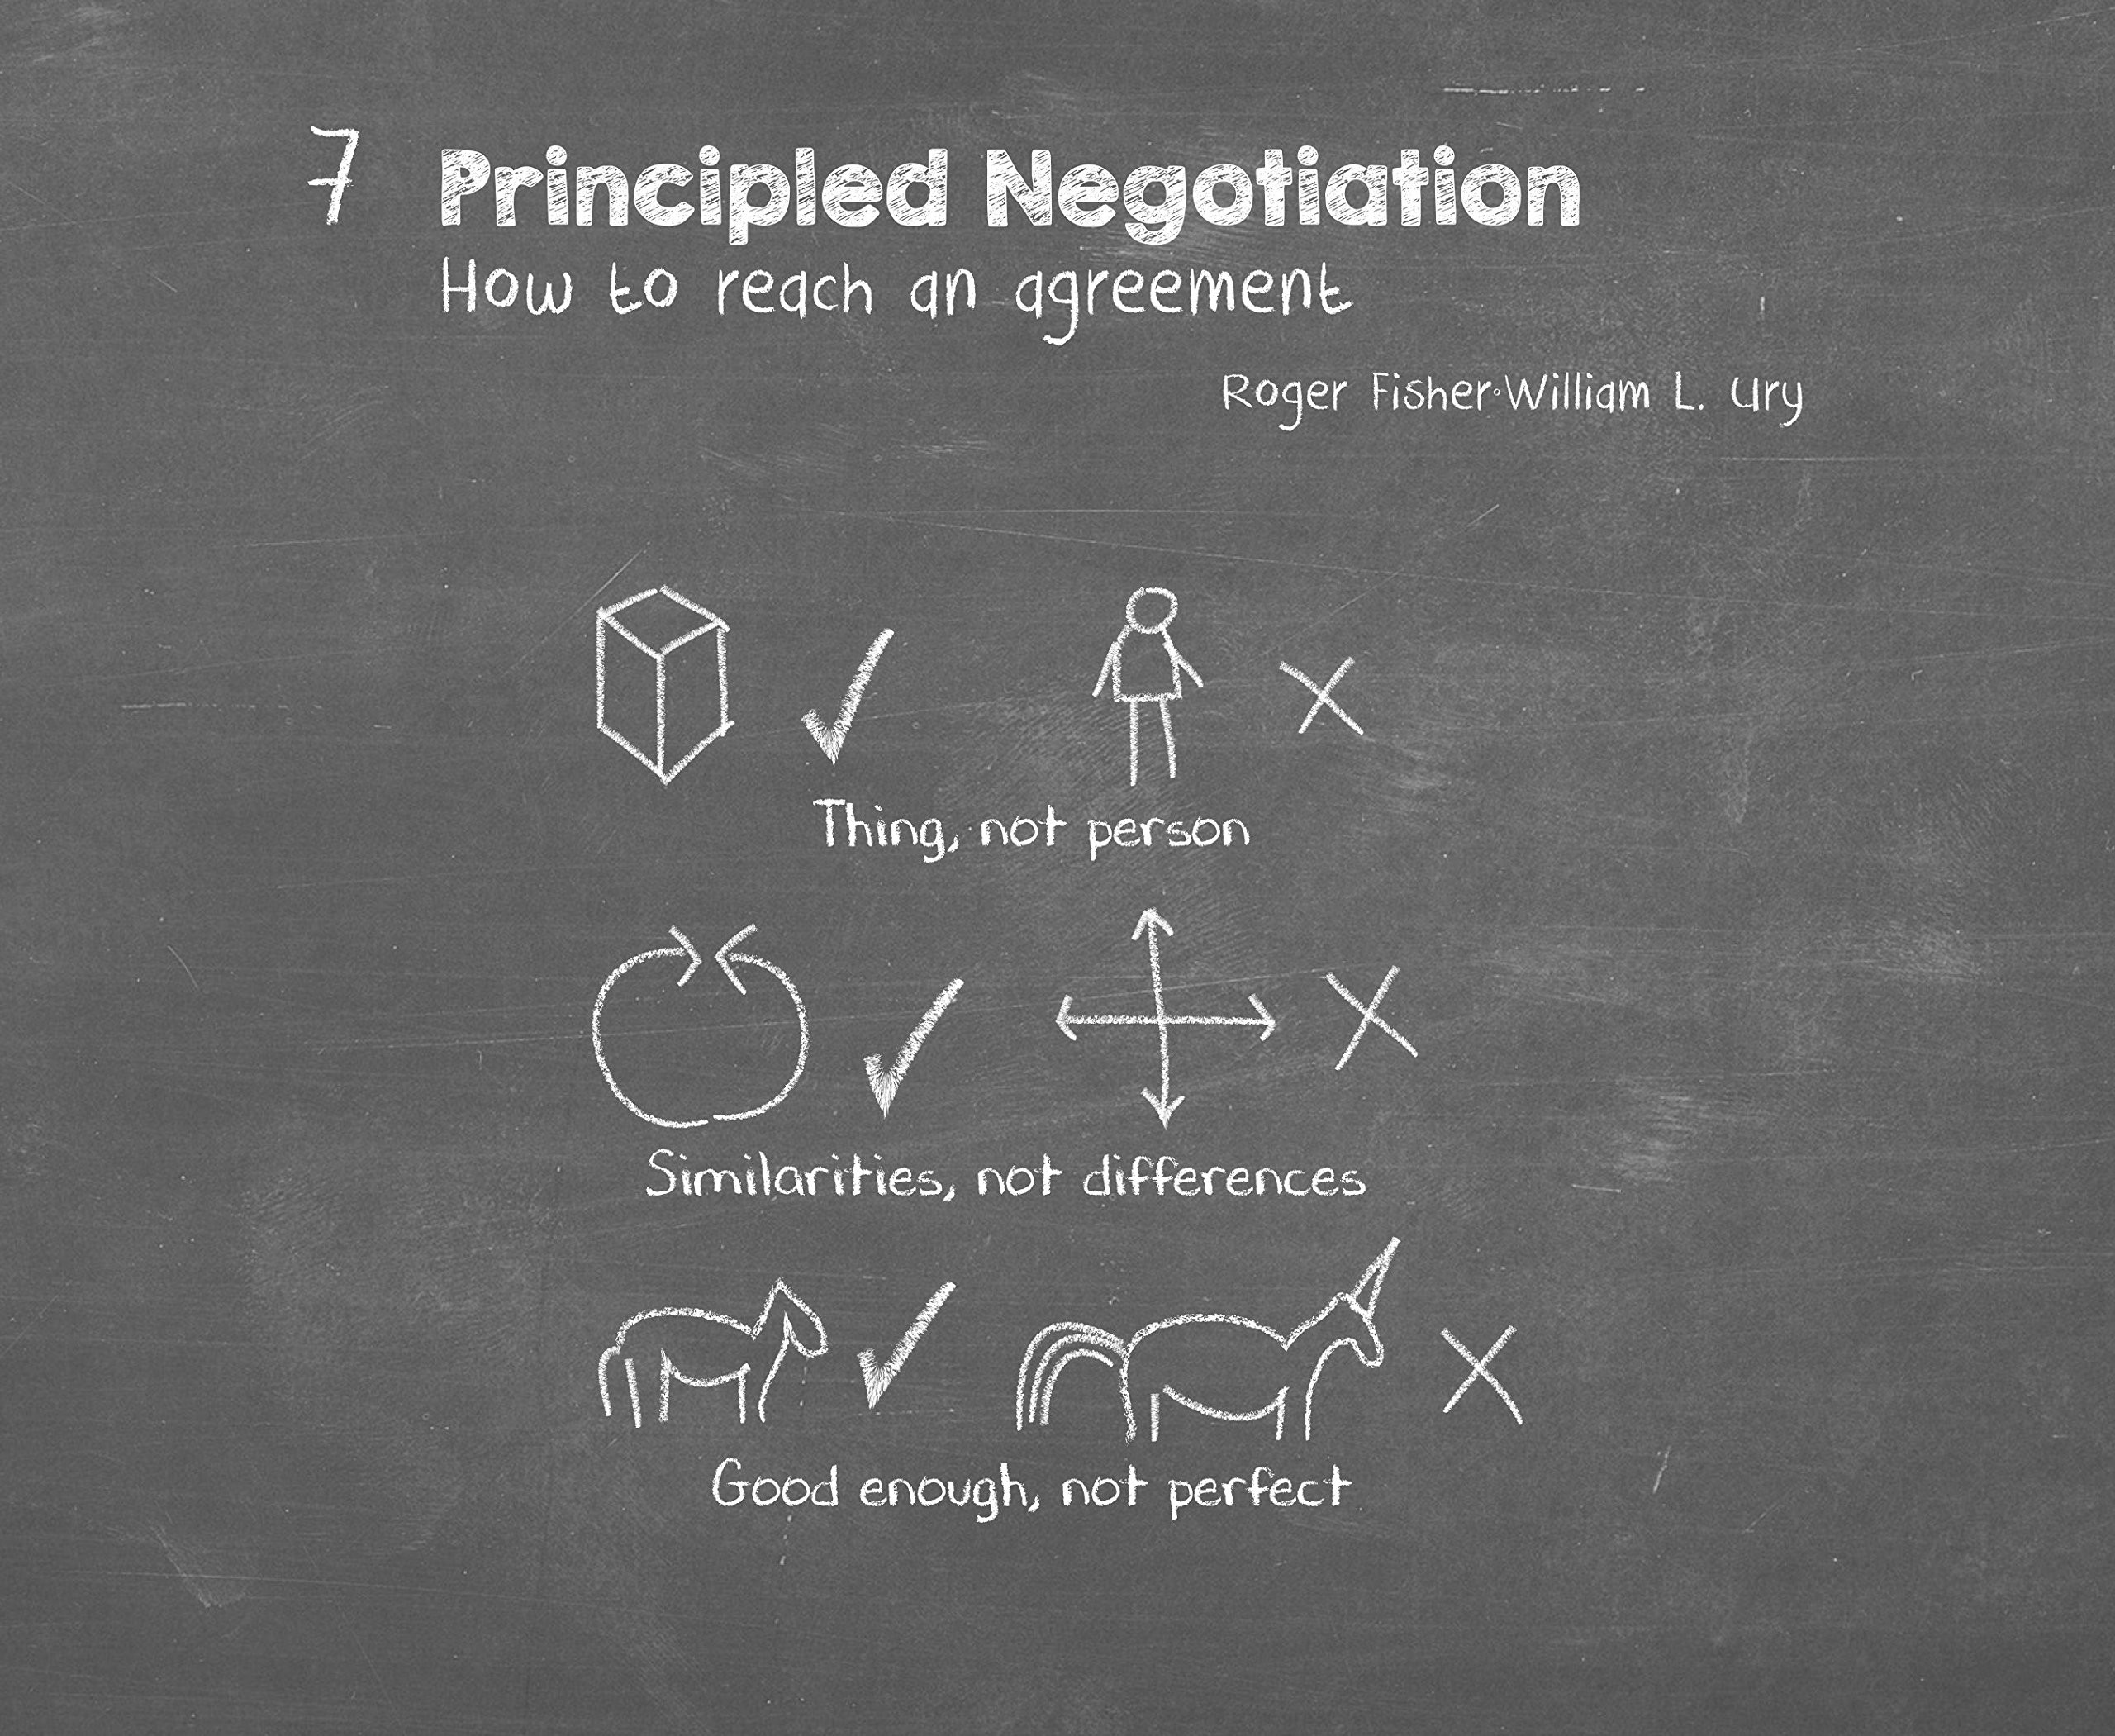 7 Principled Negotiation
How to reach an agreement
Roger Fisher·William L. Ury
Thing, not person
Similarities, not differences
Good enough, not perfect